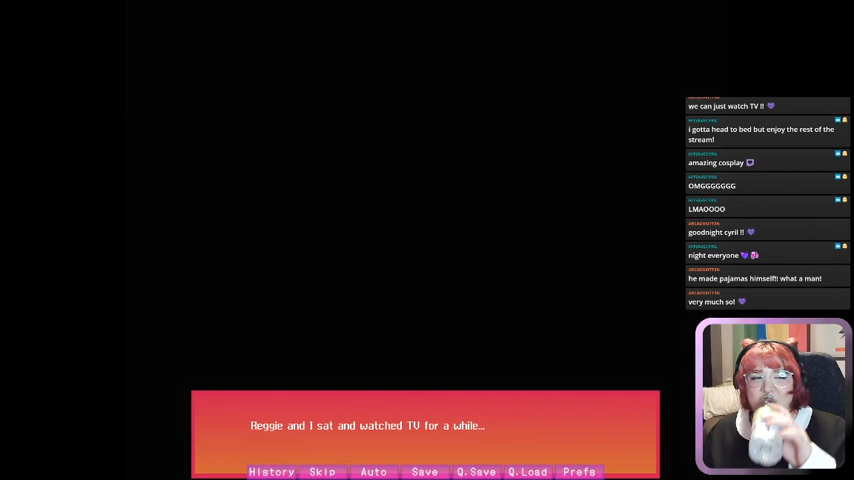 we can just watch TV !! 💜
i gotta head to bed but enjoy the rest of the
stream!
amazing cosplay
OMGGGGGGG
LMAOOOO
goodnight cyril !! 💜
night everyone
he made pajamas himself!! what a man!
very much so! 💜
Reggie and I sat and watched TV for a while...
History Skip Auto Save Q.Save Q.Load Prefs